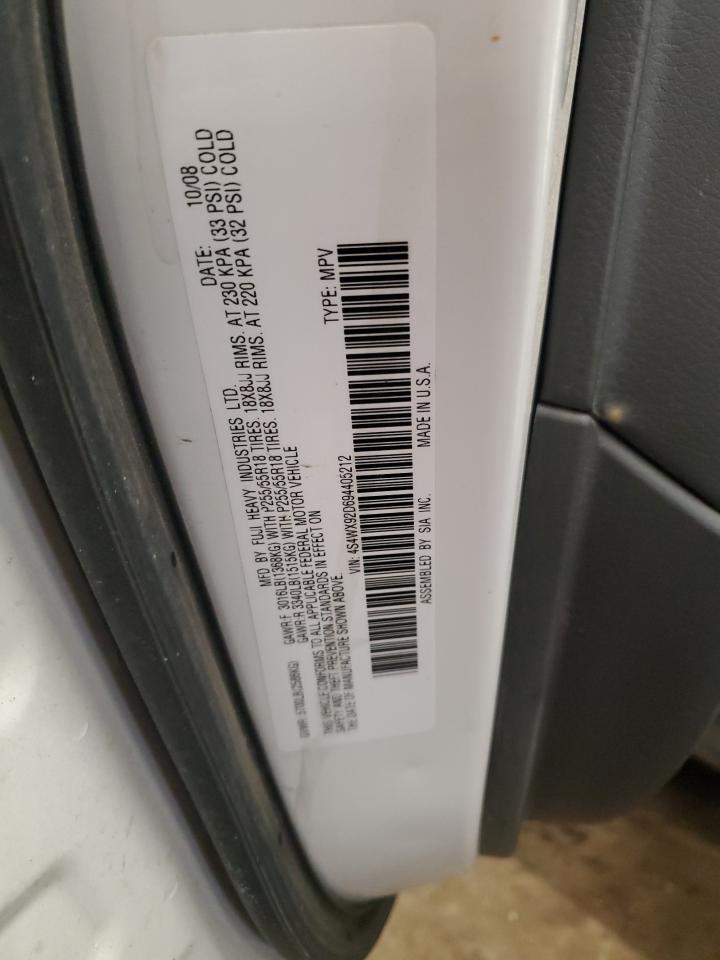 MFD BY FUJI HEAVY INDUSTRIES LTD. DATE: 10/08
GAWR:F 3016LB(1368KG) WITH P255/55R18 TIRES. 18X8JJ RIMS. AT 230 KPA (33 PSI) COLD
GAWR:R 3340LB(1515KG) WITH P255/55R18 TIRES. 18X8JJ RIMS. AT 220 KPA (32 PSI) COLD
THIS VEHICLE CONFORMS TO ALL APPLICABLE FEDERAL MOTOR VEHICLE
SAFETY AND THEFT PREVENTION STANDARDS IN EFFECT ON
THE DATE OF MANUFACTURE SHOWN ABOVE.
VIN: 4S4WX92D694405212 TYPE: MPV
ASSEMBLED BY SIA INC. MADE IN U.S.A.